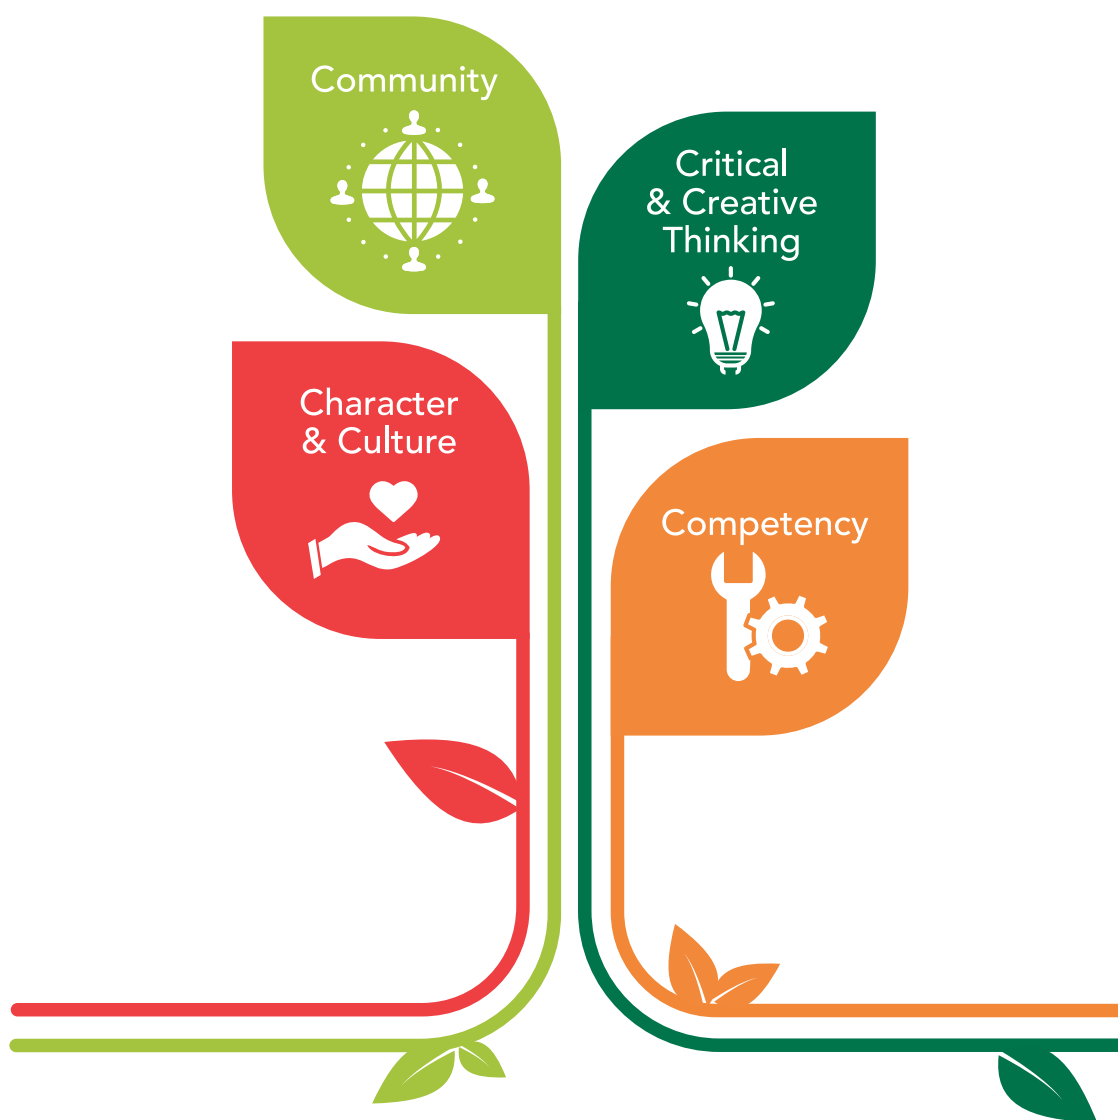 Community
Critical
& Creative
Thinking
Character
& Culture
Competency